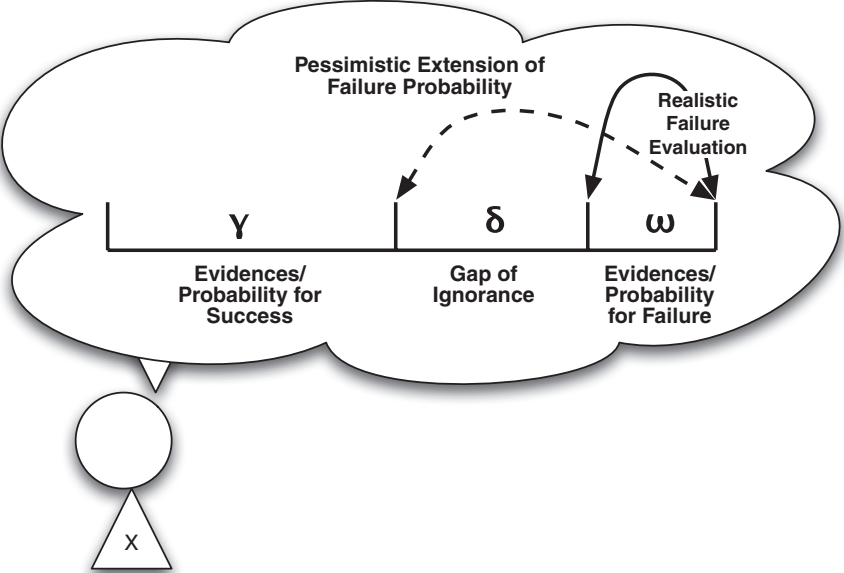 Pessimistic Extension of
Failure Probability
Realistic
Failure
Evaluation
γ
δ
ω
Evidences/
Probability for
Success
Gap of
Ignorance
Evidences/
Probability
for Failure
X